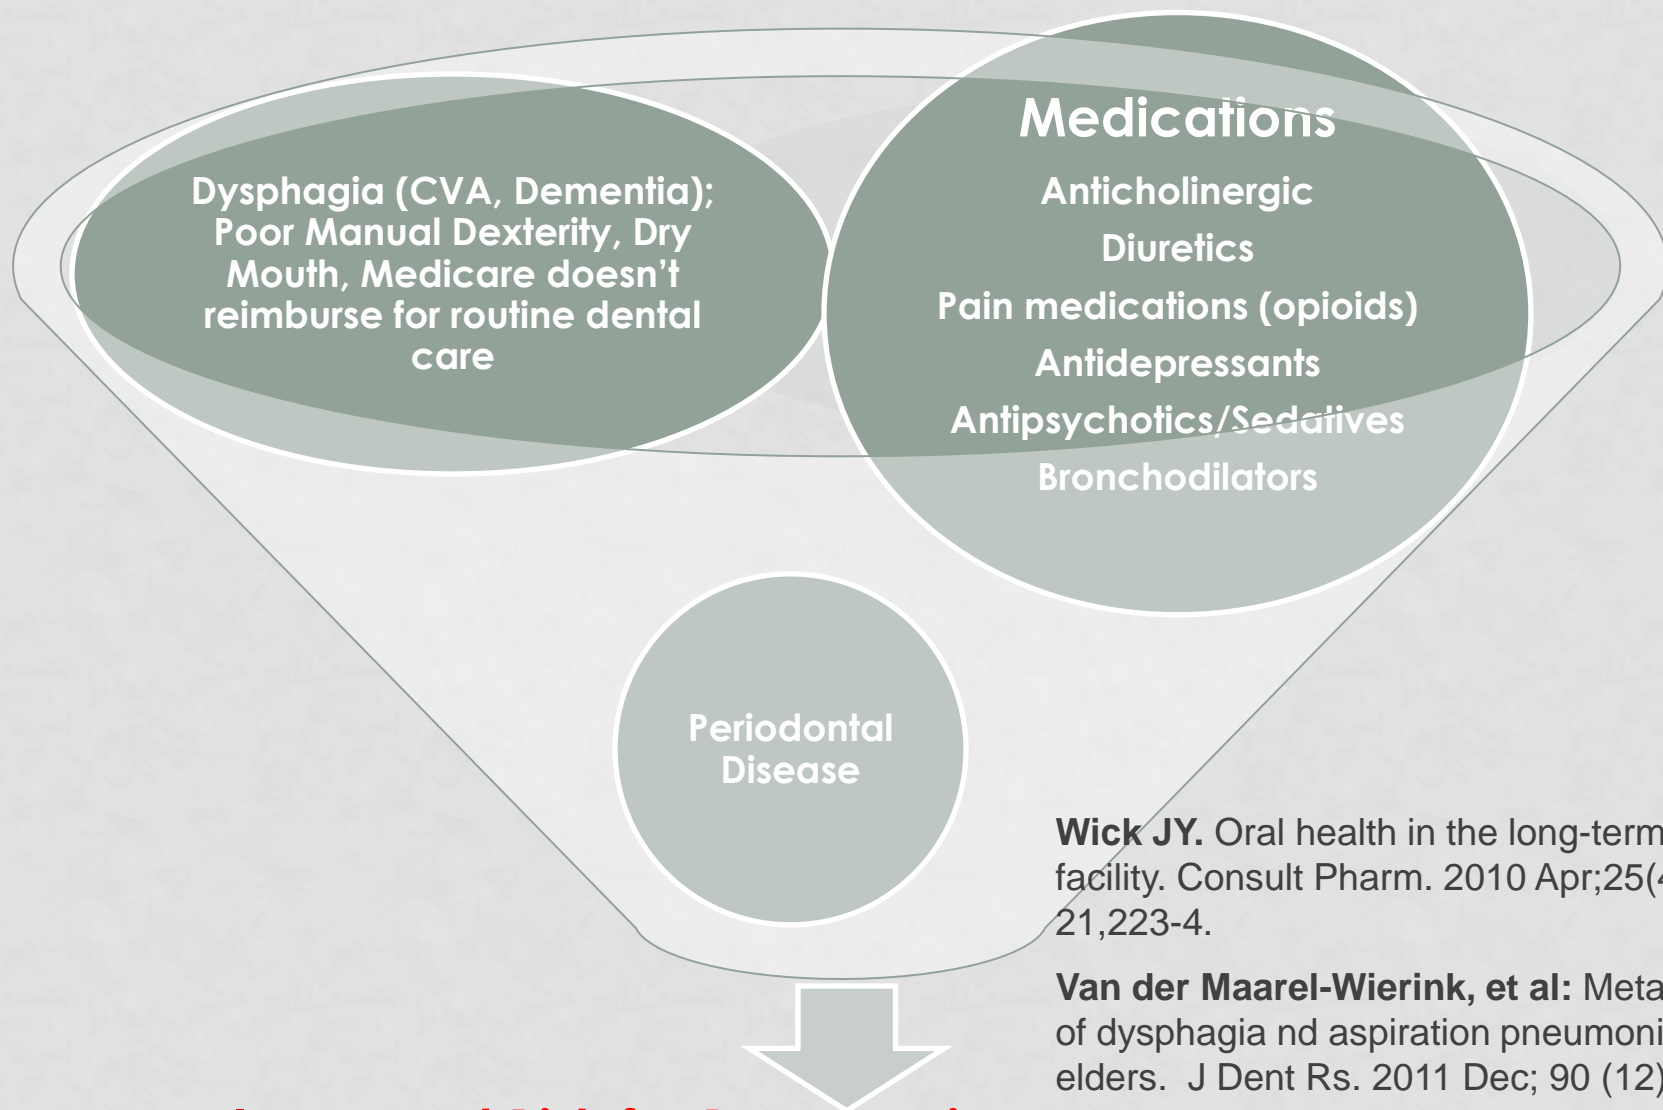 Dysphagia (CVA, Dementia);
Poor Manual Dexterity, Dry
Mouth, Medicare doesn’t
reimburse for routine dental
care
Medications
Anticholinergic
Diuretics
Pain medications (opioids)
Antidepressants
Antipsychotics/Sedatives
Bronchodilators
Periodontal
Disease
Wick JY. Oral health in the long-term
facility. Consult Pharm. 2010 Apr;25(4
21,223-4.
Van der Maarel-Wierink, et al: Meta
of dysphagia nd aspiration pneumoni
elders. J Dent Rs. 2011 Dec; 90 (12)